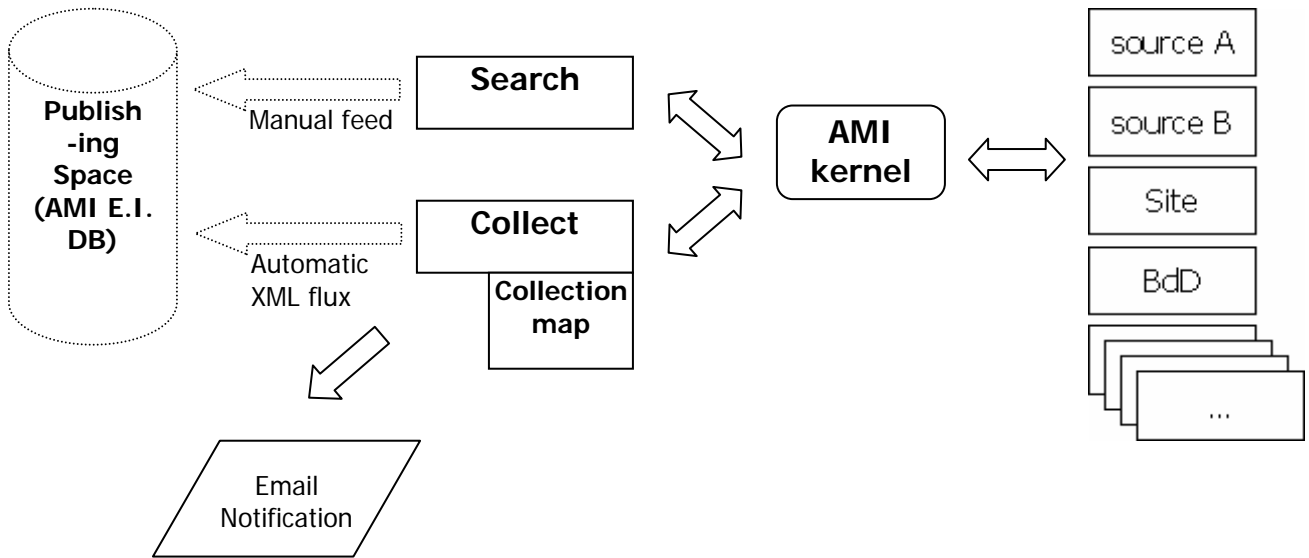 Publish
-ing
Space
(AMI E.I.
DB)
Manual feed
Automatic
XML flux
Search
Collect
Collection
map
Email
Notification
AMI
kernel
source A
source B
Site
BdD
...